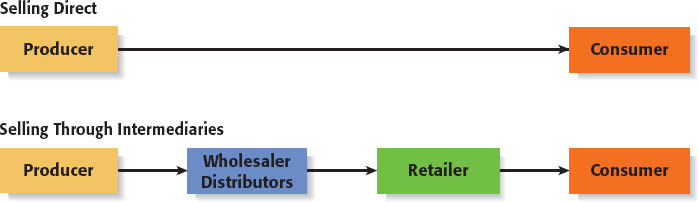 Selling Direct
Producer
Consumer
Selling Through Intermediaries
Producer
Wholesaler
Distributors
Retailer
Consumer